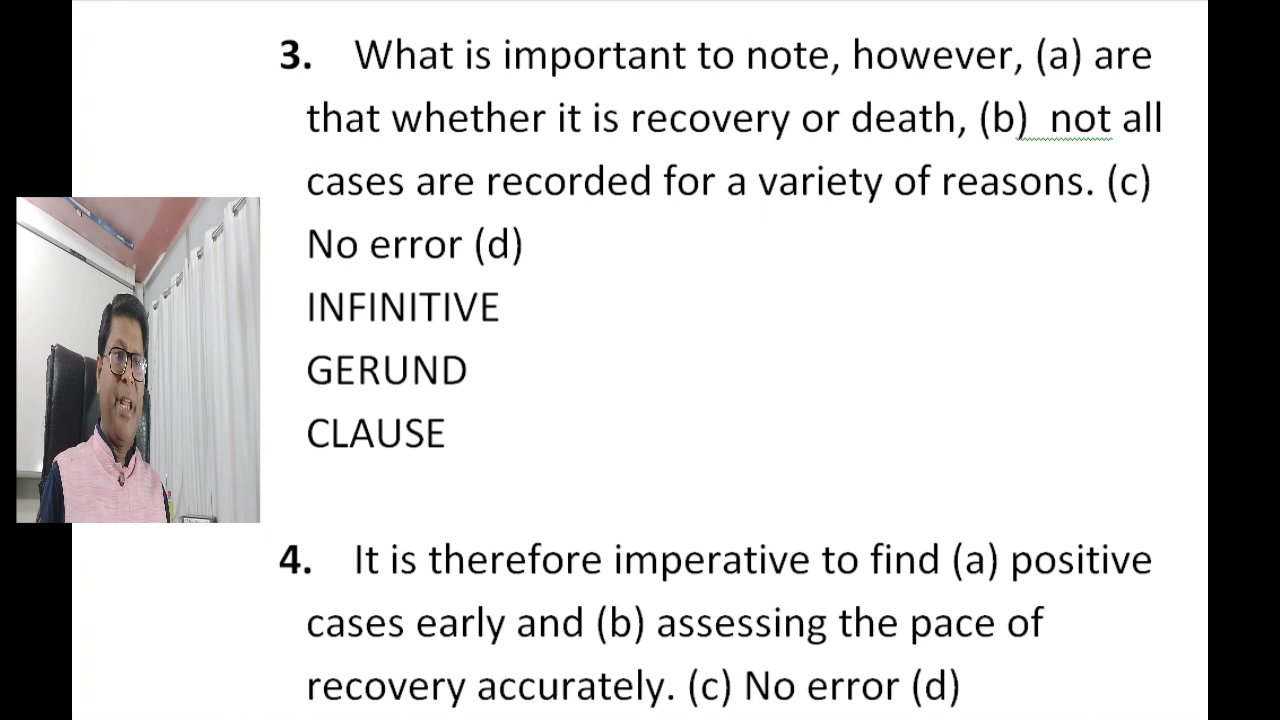 3. What is important to note, however, (a) are
that whether it is recovery or death, (b) not all
cases are recorded for a variety of reasons. (c)
No error (d)
INFINITIVE
GERUND
CLAUSE
4. It is therefore imperative to find (a) positive
cases early and (b) assessing the pace of
recovery accurately. (c) No error (d)